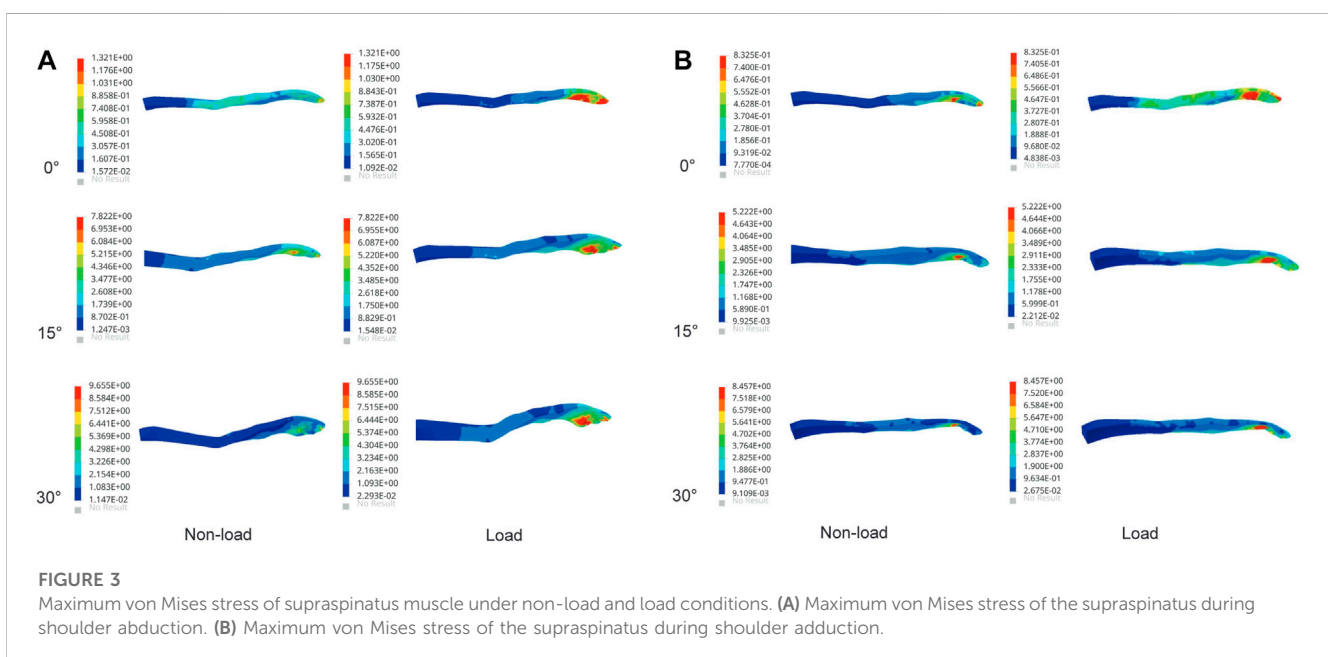 A
1.321E+00
1.176E+00
1.031E+00
8.858E-01
7.408E-01
5.958E-01
4.508E-01
3.057E-01
1.607E-01
1.572E-02
No Result
1.321E+00
1.175E+00
1.030E+00
8.843E-01
7.387E-01
5.932E-01
4.476E-01
3.020E-01
1.565E-01
1.092E-02
No Result
0°
7.822E+00
6.953E+00
6.084E+00
5.215E+00
4.346E+00
3.477E+00
2.608E+00
1.739E+00
8.702E-01
1.247E-03
No Result
7.822E+00
6.955E+00
6.087E+00
5.220E+00
4.352E+00
3.485E+00
2.618E+00
1.750E+00
8.829E-01
1.548E-02
No Result
15°
9.655E+00
8.584E+00
7.512E+00
6.441E+00
5.369E+00
4.298E+00
3.226E+00
2.154E+00
1.083E+00
1.147E-02
No Result
9.655E+00
8.585E+00
7.515E+00
6.444E+00
5.374E+00
4.304E+00
3.234E+00
2.163E+00
1.093E+00
2.293E-02
No Result
30°
Non-load
Load
B
8.325E-01
7.400E-01
6.476E-01
5.552E-01
4.628E-01
3.704E-01
2.780E-01
1.856E-01
9.319E-02
7.770E-04
No Result
8.325E-01
7.405E-01
6.486E-01
5.566E-01
4.647E-01
3.727E-01
2.807E-01
1.888E-01
9.680E-02
4.838E-03
No Result
0°
5.222E+00
4.643E+00
4.064E+00
3.485E+00
2.905E+00
2.326E+00
1.747E+00
1.168E+00
5.890E-01
9.925E-03
No Result
5.222E+00
4.644E+00
4.066E+00
3.489E+00
2.911E+00
2.333E+00
1.755E+00
1.178E+00
5.999E-01
2.212E-02
No Result
15°
8.457E+00
7.518E+00
6.579E+00
5.641E+00
4.702E+00
3.764E+00
2.825E+00
1.886E+00
9.477E-01
9.109E-03
No Result
8.457E+00
7.520E+00
6.584E+00
5.647E+00
4.710E+00
3.774E+00
2.837E+00
1.900E+00
9.634E-01
2.675E-02
No Result
30°
Non-load
Load
FIGURE 3
Maximum von Mises stress of supraspinatus muscle under non-load and load conditions. (A) Maximum von Mises stress of the supraspinatus during
shoulder abduction. (B) Maximum von Mises stress of the supraspinatus during shoulder adduction.